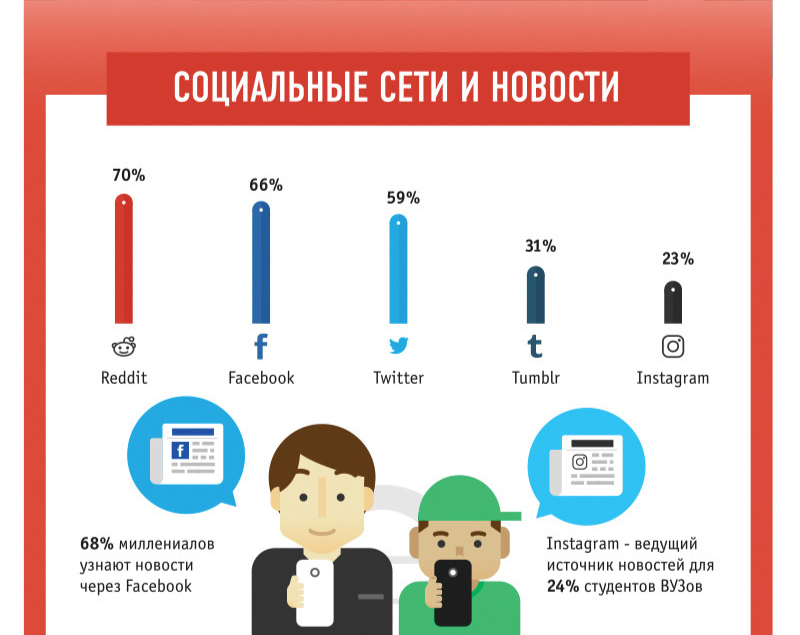 СОЦИАЛЬНЫЕ СЕТИ И НОВОСТИ
70%
66%
59%
31%
23%
Reddit
Facebook
Twitter
Tumblr
Instagram
68% миллениалов
узнают новости
через Facebook
Instagram - ведущий
источник новостей для
24% студентов ВУЗов